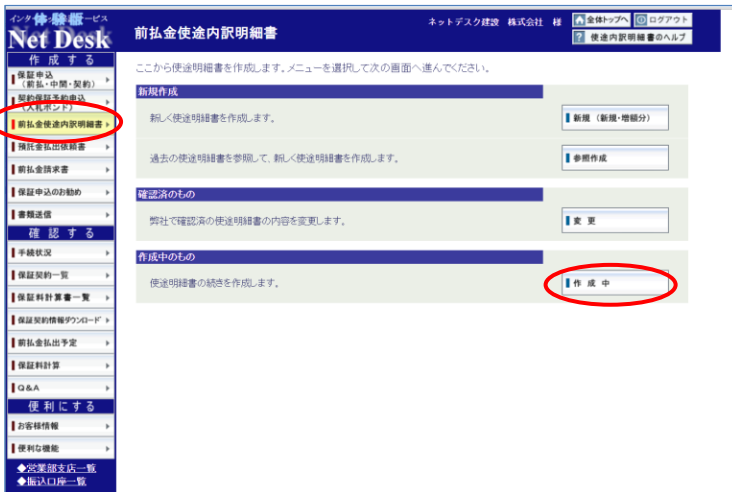 インタ体験版ービス
Net Desk
前払金使途内訳明細書
ネットデスク建設 株式会社 様
全体トップへ
ログアウト
? 使途内訳明細書のヘルプ
作成する
保証申込
(前払・中間・契約)
契約保証予約申込
(入札ボンド)
前払金使途内訳明細書
預託金払出依頼書
前払金請求書
保証申込のお勧め
書類送信
確認する
手続状況
保証契約一覧
保証料計算書一覧
保証契約情報ダウンロード
前払金払出予定
保証料計算
Q&A
便利にする
お客様情報
便利な機能
◆営業部支店一覧
◆振込口座一覧
ここから使途明細書を作成します。メニューを選択して次の画面へ進んでください。
新規作成
新しく使途明細書を作成します。
新規(新規・増額分)
過去の使途明細書を参照して、新しく使途明細書を作成します。
参照作成
確認済のもの
弊社で確認済の使途明細書の内容を変更します。
変更
作成中のもの
使途明細書の続きを作成します。
作成中